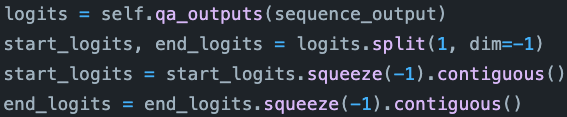 logits = self.qa_outputs(sequence_output)
start_logits, end_logits = logits.split(1, dim=-1)
start_logits = start_logits.squeeze(-1).contiguous()
end_logits = end_logits.squeeze(-1).contiguous()